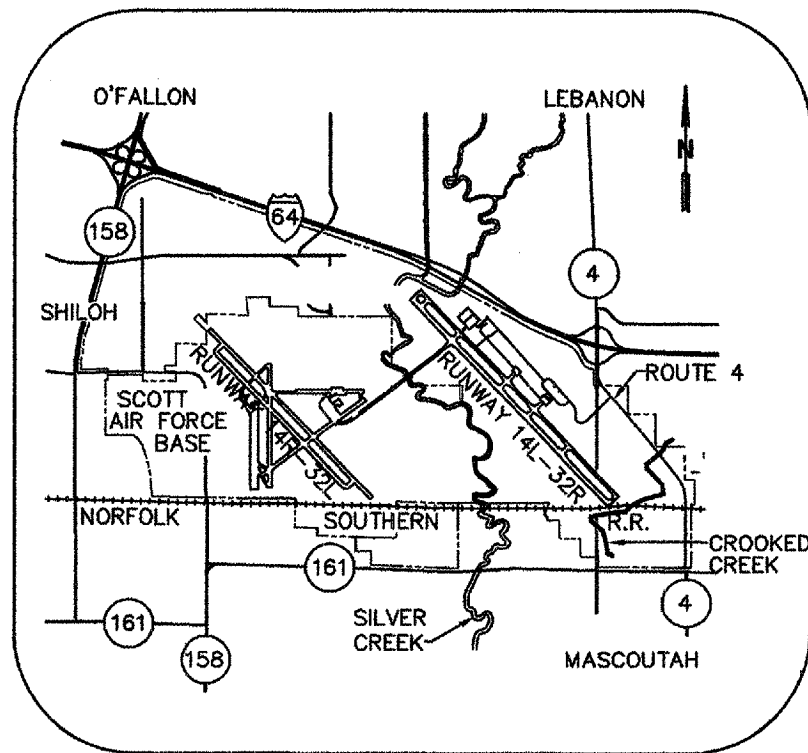 O'FALLON
LEBANON
N
64
158
4
SHILOH
RUNWAY 14R-32L
RUNWAY 14L-32R
ROUTE 4
SCOTT
AIR FORCE
BASE
NORFOLK
SOUTHERN
R.R.
CROOKED
CREEK
161
161
SILVER
CREEK
4
158
MASCOUTAH